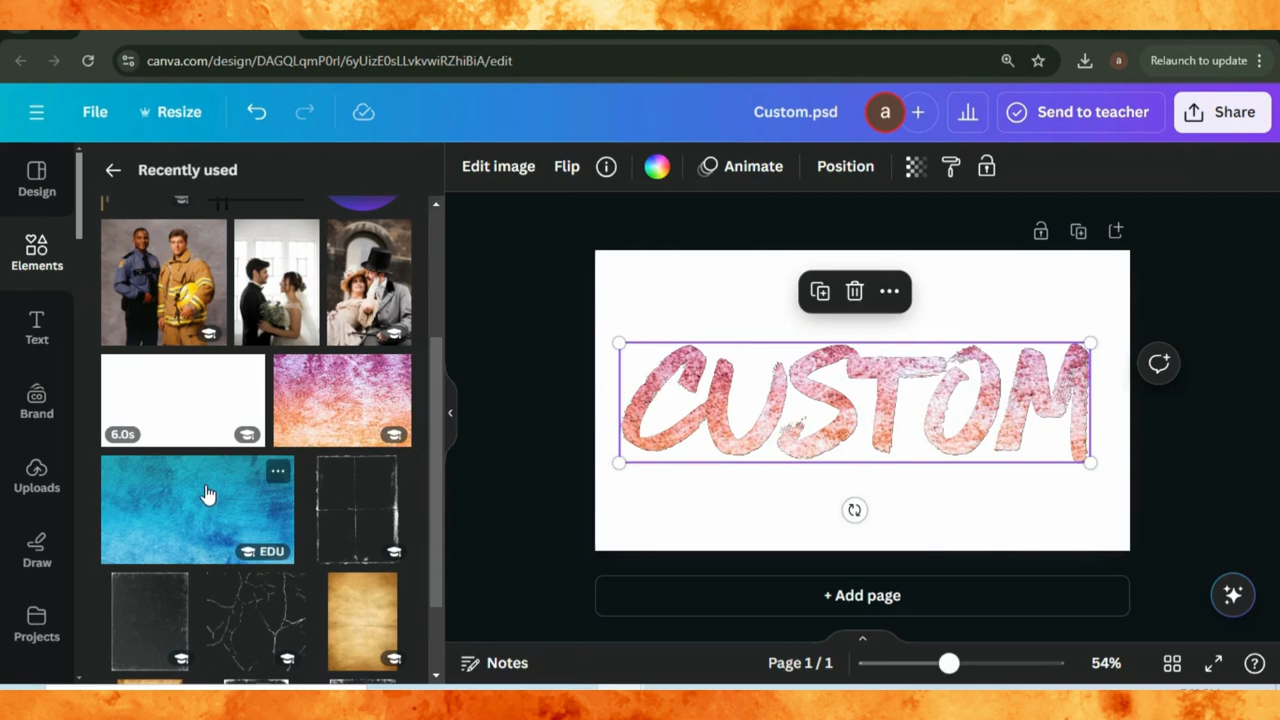 canva.com/design/DAGQLqmP0rI/6yUizE0sLLvkvwiRZhiBiA/edit
a
Relaunch to update
File
Resize
Custom.psd
a
Send to teacher
Share
Design
Elements
Text
Brand
Uploads
Draw
Projects
Recently used
6.0s
EDU
Edit image
Flip
Animate
Position
CUSTOM
+ Add page
Notes
Page 1 / 1
54%